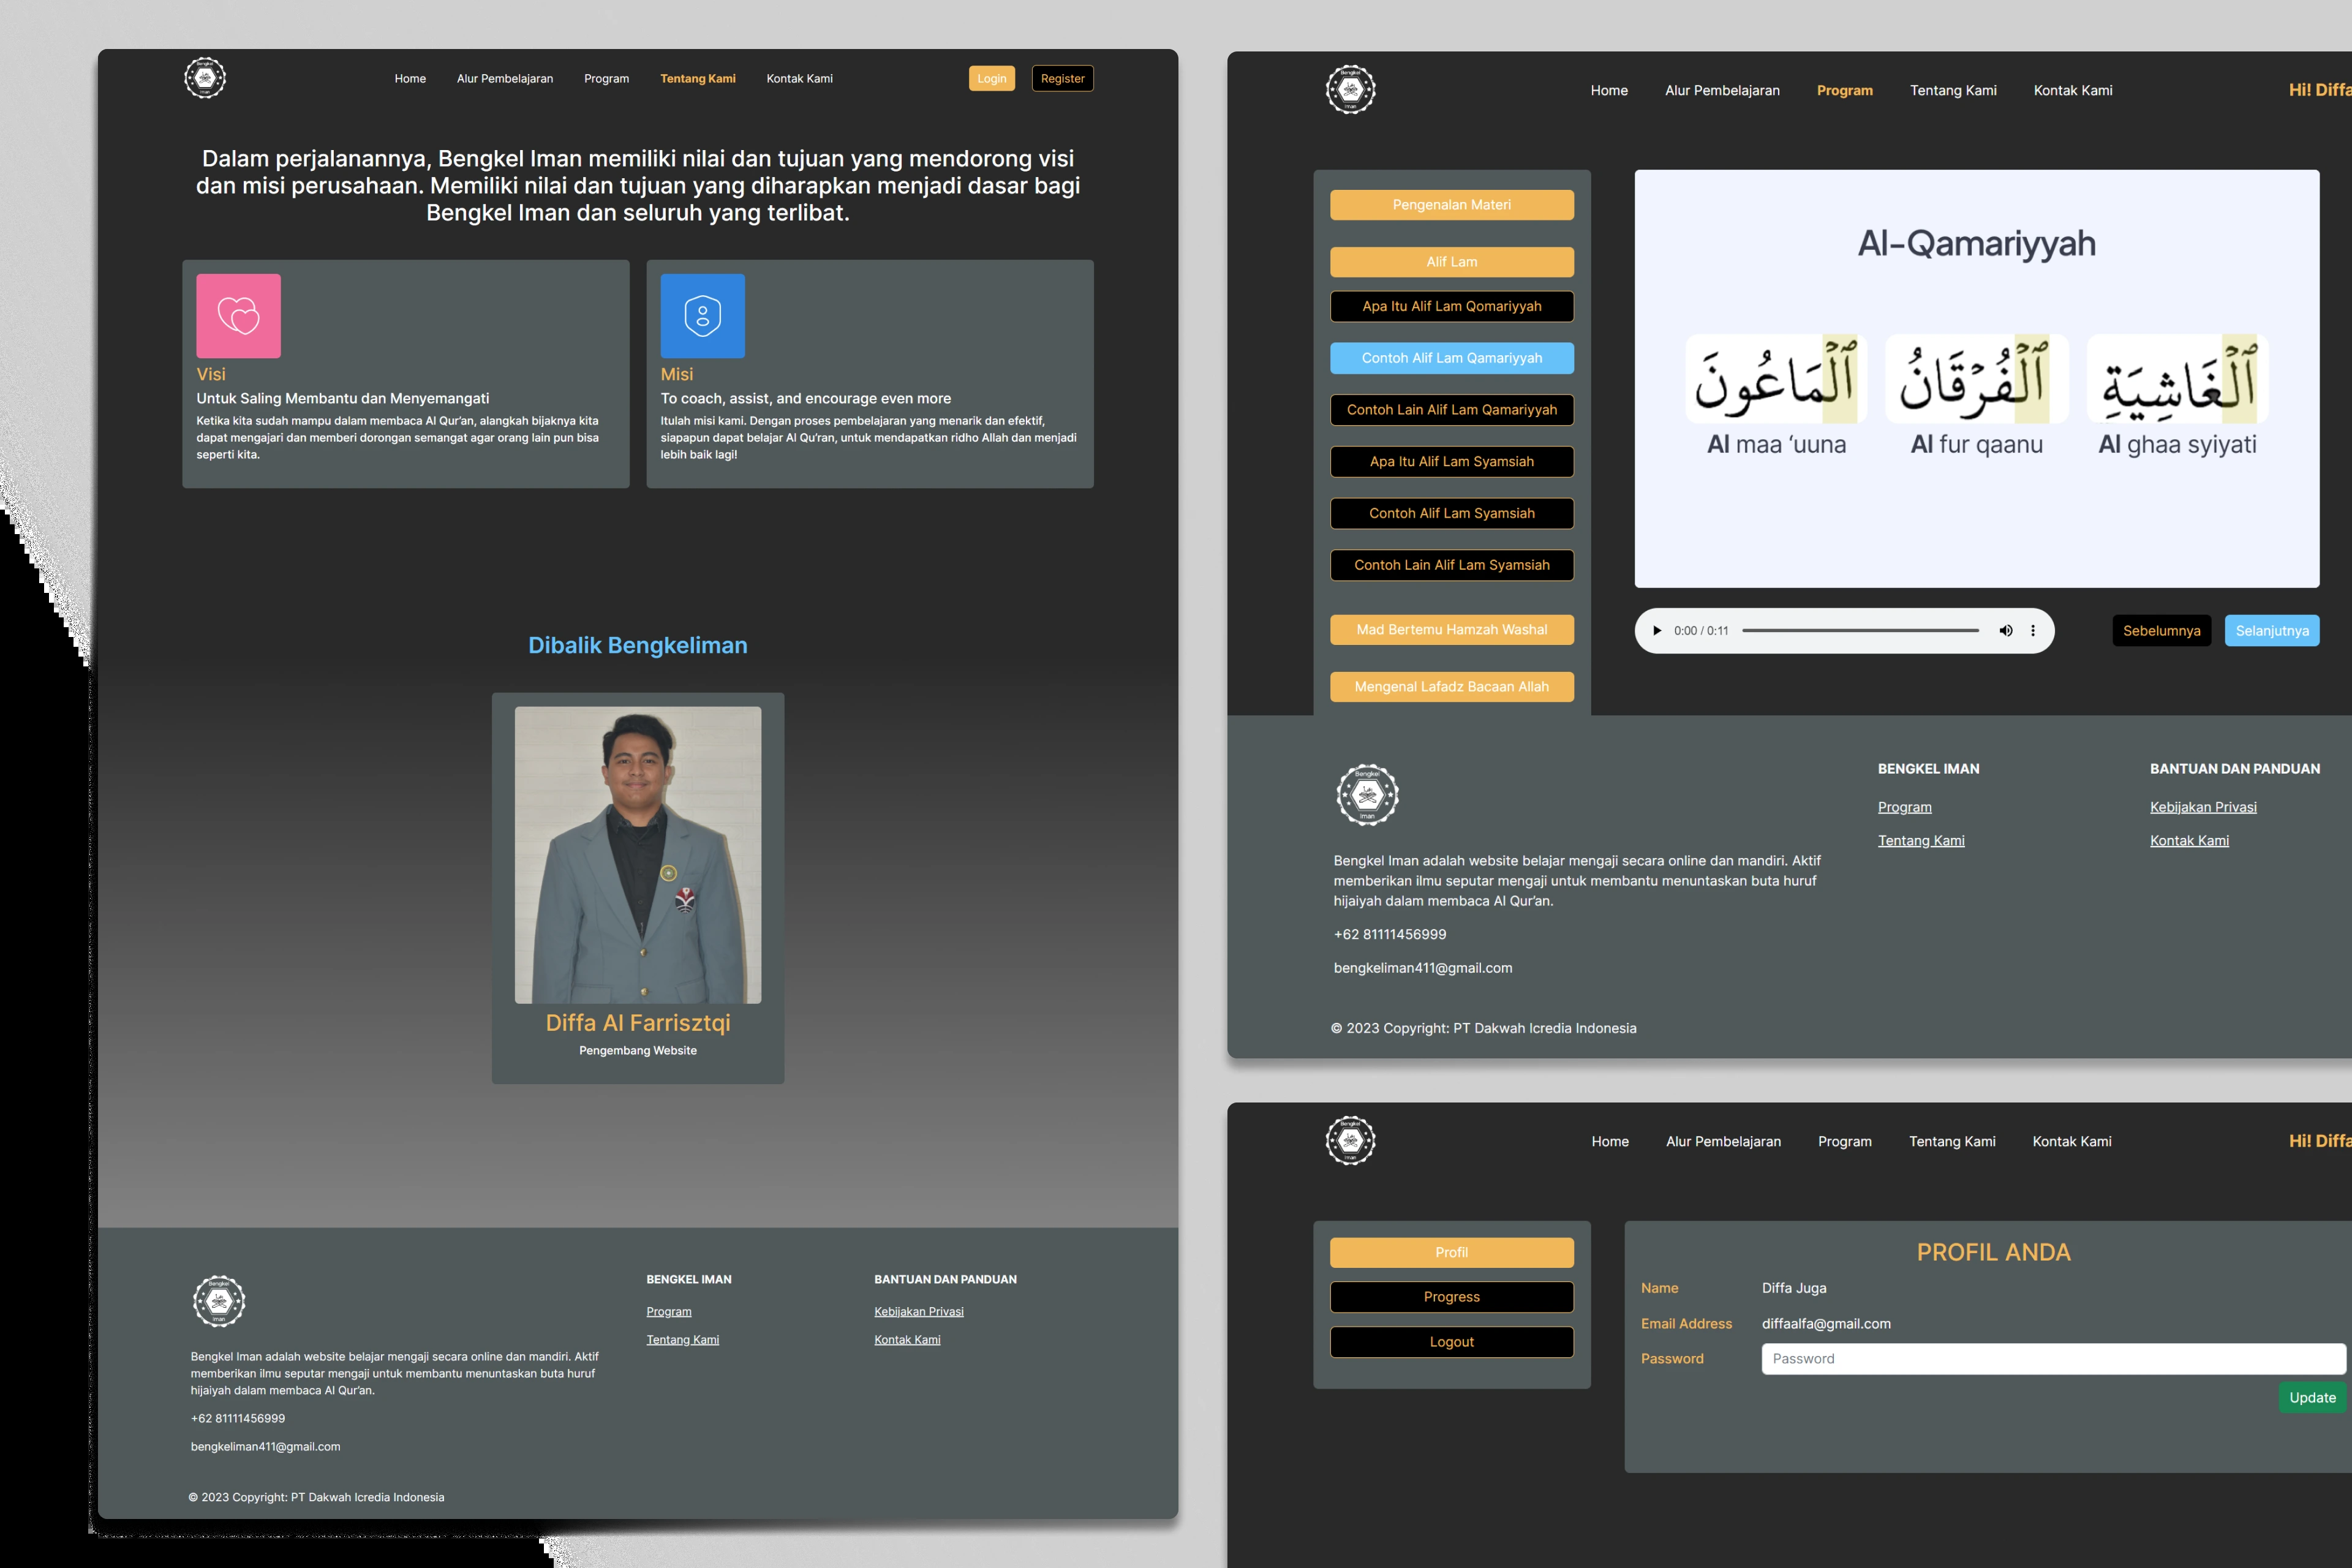 Bengkel
Iman
Home
Alur Pembelajaran
Program
Tentang Kami
Kontak Kami
Login
Register
Dalam perjalanannya, Bengkel Iman memiliki nilai dan tujuan yang mendorong visi
dan misi perusahaan. Memiliki nilai dan tujuan yang diharapkan menjadi dasar bagi
Bengkel Iman dan seluruh yang terlibat.
Visi
Untuk Saling Membantu dan Menyemangati
Ketika kita sudah mampu dalam membaca Al Qur’an, alangkah bijaknya kita
dapat mengajari dan memberi dorongan semangat agar orang lain pun bisa
seperti kita.
Misi
To coach, assist, and encourage even more
Itulah misi kami. Dengan proses pembelajaran yang menarik dan efektif,
siapapun dapat belajar Al Qu’ran, untuk mendapatkan ridho Allah dan menjadi
lebih baik lagi!
Dibalik Bengkeliman
Diffa Al Farrisztqi
Pengembang Website
Bengkel
Iman
Bengkel Iman adalah website belajar mengaji secara online dan mandiri. Aktif
memberikan ilmu seputar mengaji untuk membantu menuntaskan buta huruf
hijaiyah dalam membaca Al Qur’an.
+62 81111456999
bengkeliman411@gmail.com
BENGKEL IMAN
Program
Tentang Kami
BANTUAN DAN PANDUAN
Kebijakan Privasi
Kontak Kami
© 2023 Copyright: PT Dakwah Icredia Indonesia
Bengkel
Iman
Home
Alur Pembelajaran
Program
Tentang Kami
Kontak Kami
Hi! Diffa
Pengenalan Materi
Alif Lam
Apa Itu Alif Lam Qomariyyah
Contoh Alif Lam Qamariyyah
Contoh Lain Alif Lam Qamariyyah
Apa Itu Alif Lam Syamsiah
Contoh Alif Lam Syamsiah
Contoh Lain Alif Lam Syamsiah
Mad Bertemu Hamzah Washal
Mengenal Lafadz Bacaan Allah
Al-Qamariyyah
ٱلْمَاعُونَ
ٱلْفُرْقَانُ
ٱلْغَاشِيَةِ
Al maa ‘uuna
Al fur qaanu
Al ghaa syiyati
0:00 / 0:11
Sebelumnya
Selanjutnya
Bengkel
Iman
Bengkel Iman adalah website belajar mengaji secara online dan mandiri. Aktif
memberikan ilmu seputar mengaji untuk membantu menuntaskan buta huruf
hijaiyah dalam membaca Al Qur’an.
+62 81111456999
bengkeliman411@gmail.com
BENGKEL IMAN
Program
Tentang Kami
BANTUAN DAN PANDUAN
Kebijakan Privasi
Kontak Kami
© 2023 Copyright: PT Dakwah Icredia Indonesia
Bengkel
Iman
Home
Alur Pembelajaran
Program
Tentang Kami
Kontak Kami
Hi! Diffa
Profil
Progress
Logout
PROFIL ANDA
Name
Diffa Juga
Email Address
diffaalfa@gmail.com
Password
Password
Update